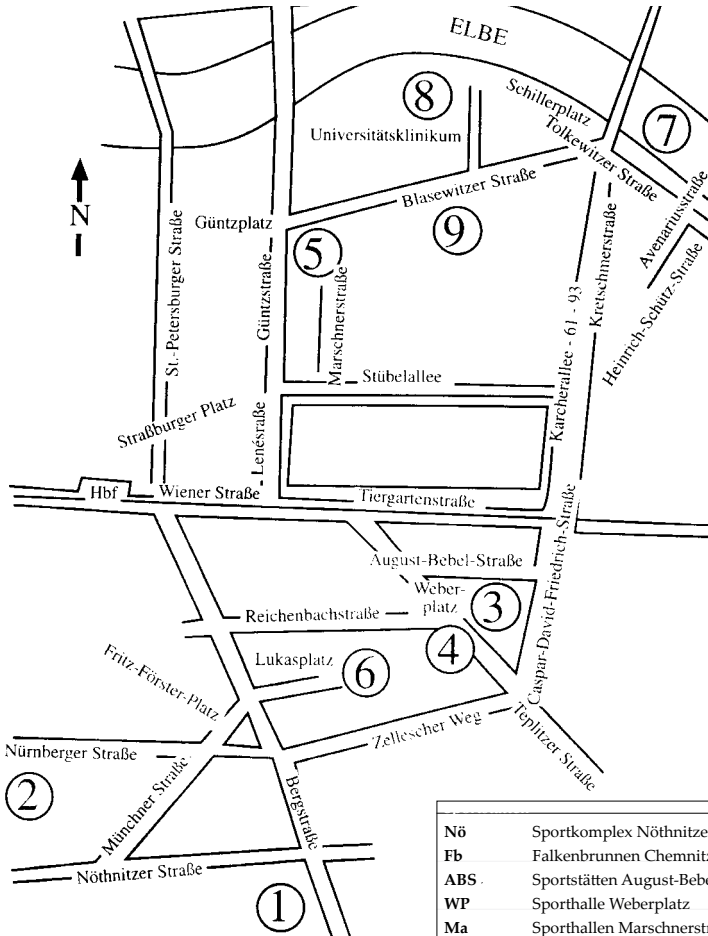 ELBE
8
Schillerplatz
7
Universitätsklinikum
Tolkewitzer Straße
N
Blasewitzer Straße
Avenariusstraße
Güntzplatz
9
5
St.-Petersburger Straße
Güntzstraße
Marschnerstraße
Karcherallee - 61 - 93
Kretschmerstraße
Heinrich-Schütz-Straße
Stübelallee
Straßburger Platz
Lenésraße
Hbf
Wiener Straße
Tiergartenstraße
August-Bebel-Straße
Caspar-David-Friedrich-Straße
Weber-
platz
3
Reichenbachstraße
4
Lukasplatz
6
Fritz-Förster-Platz
Zellescher Weg
Teplitzer Straße
Nürnberger Straße
2
Münchner Straße
Bergstraße
Nöthnitzer Straße
1
Nö Sportkomplex Nöthnitze
Fb Falkenbrunnen Chemnitz
ABS Sportstätten August-Bebe
WP Sporthalle Weberplatz
Ma Sporthallen Marschnerstr